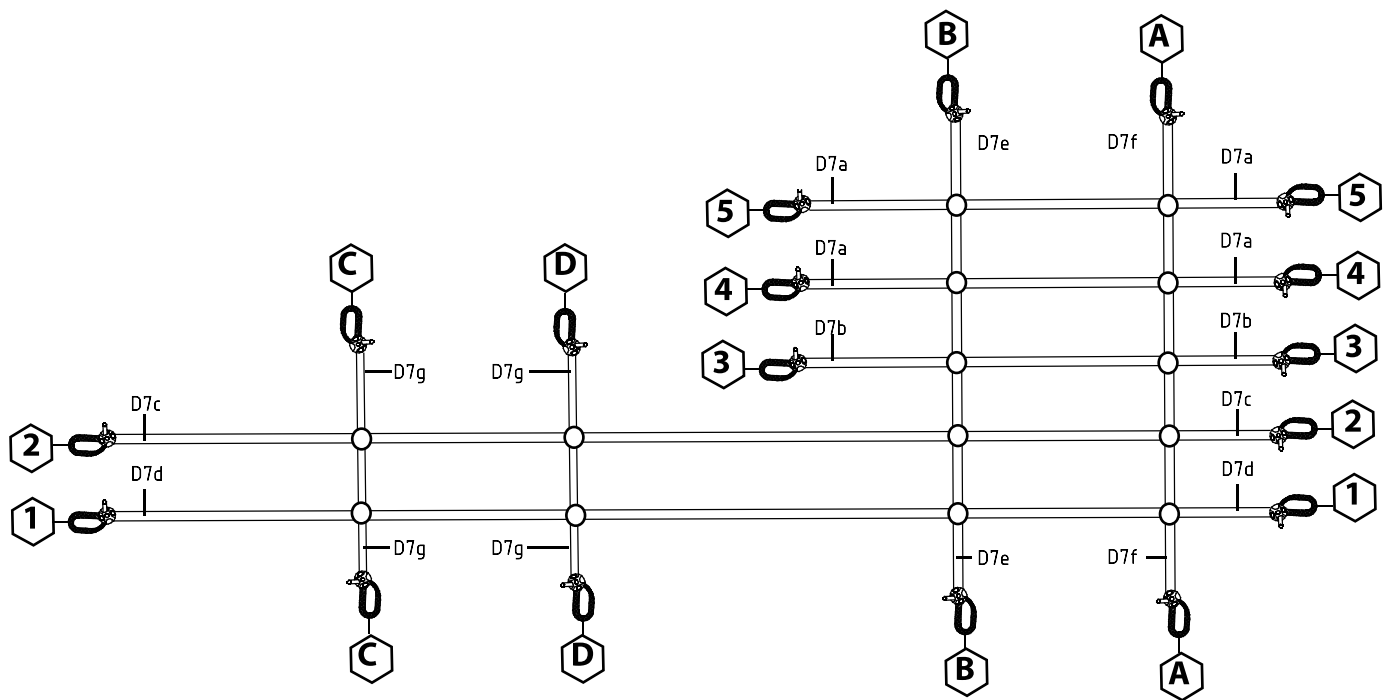 B A
D7e D7f
D7a D7a
5 5
C D
D7a D7a
4 4
D7b D7b
3 3
D7g D7g
D7c D7c
2 2
D7d D7d
1 1
D7g D7g D7e D7f
C D B A